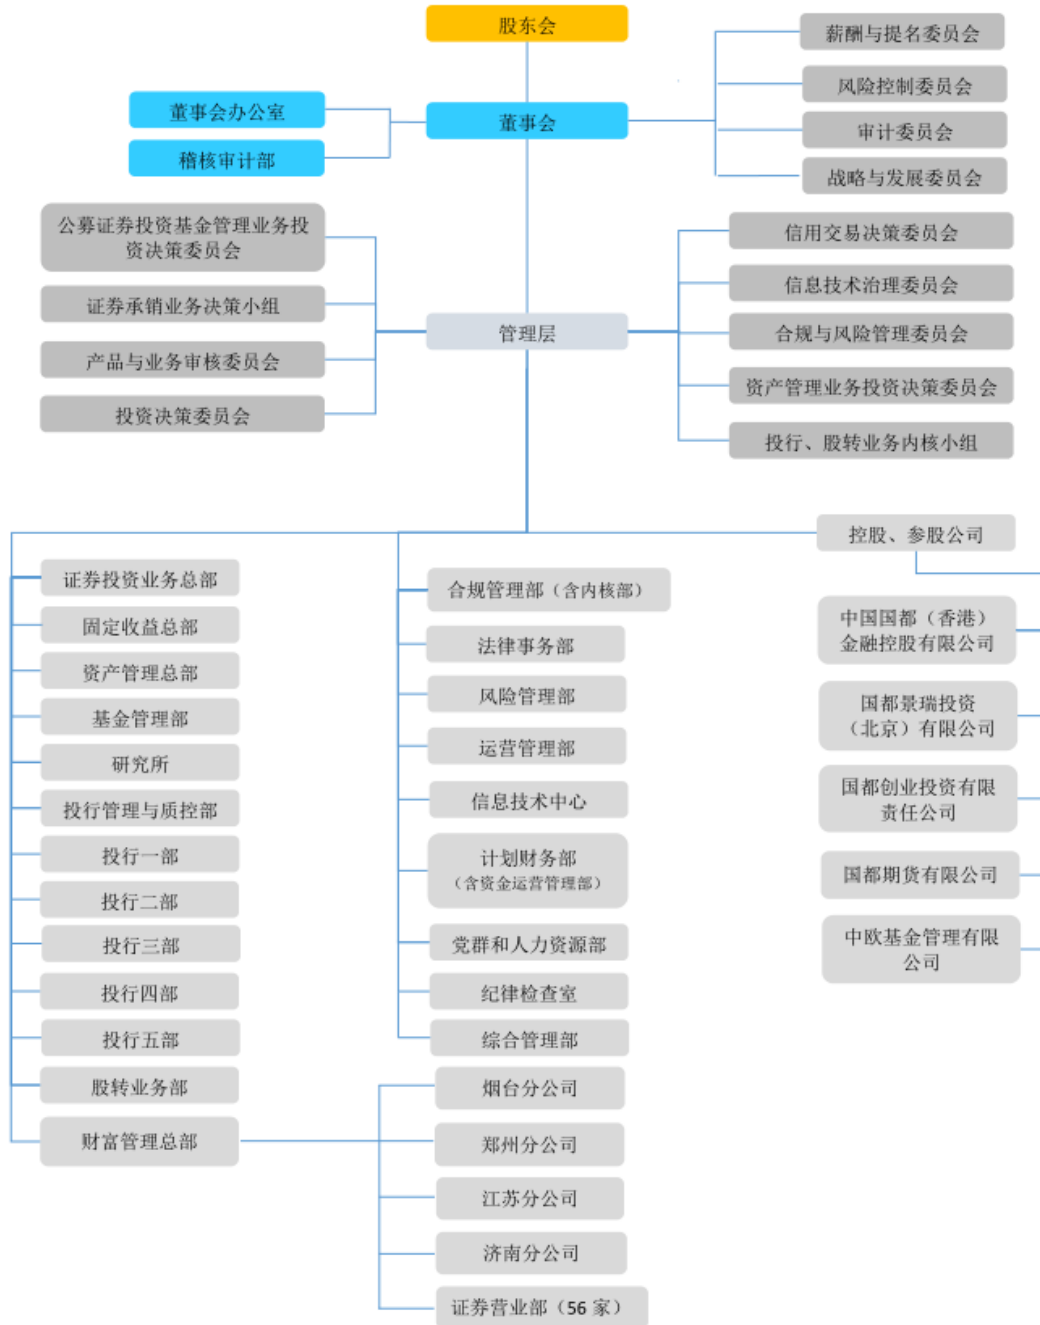 股东会
董事会
董事会办公室
稽核审计部
薪酬与提名委员会
风险控制委员会
审计委员会
战略与发展委员会
管理层
公募证券投资基金管理业务投
资决策委员会
证券承销业务决策小组
产品与业务审核委员会
投资决策委员会
信用交易决策委员会
信息技术治理委员会
合规与风险管理委员会
资产管理业务投资决策委员会
投行、股转业务内核小组
证券投资业务总部
固定收益总部
资产管理总部
基金管理部
研究所
投行管理与质控部
投行一部
投行二部
投行三部
投行四部
投行五部
股转业务部
财富管理总部
合规管理部（含内核部）
法律事务部
风险管理部
运营管理部
信息技术中心
计划财务部
（含资金运营管理部）
党群和人力资源部
纪律检查室
综合管理部
烟台分公司
郑州分公司
江苏分公司
济南分公司
证券营业部（56 家）
控股、参股公司
中国国都（香港）
金融控股有限公司
国都景瑞投资
（北京）有限公司
国都创业投资有限
责任公司
国都期货有限公司
中欧基金管理有限
公司